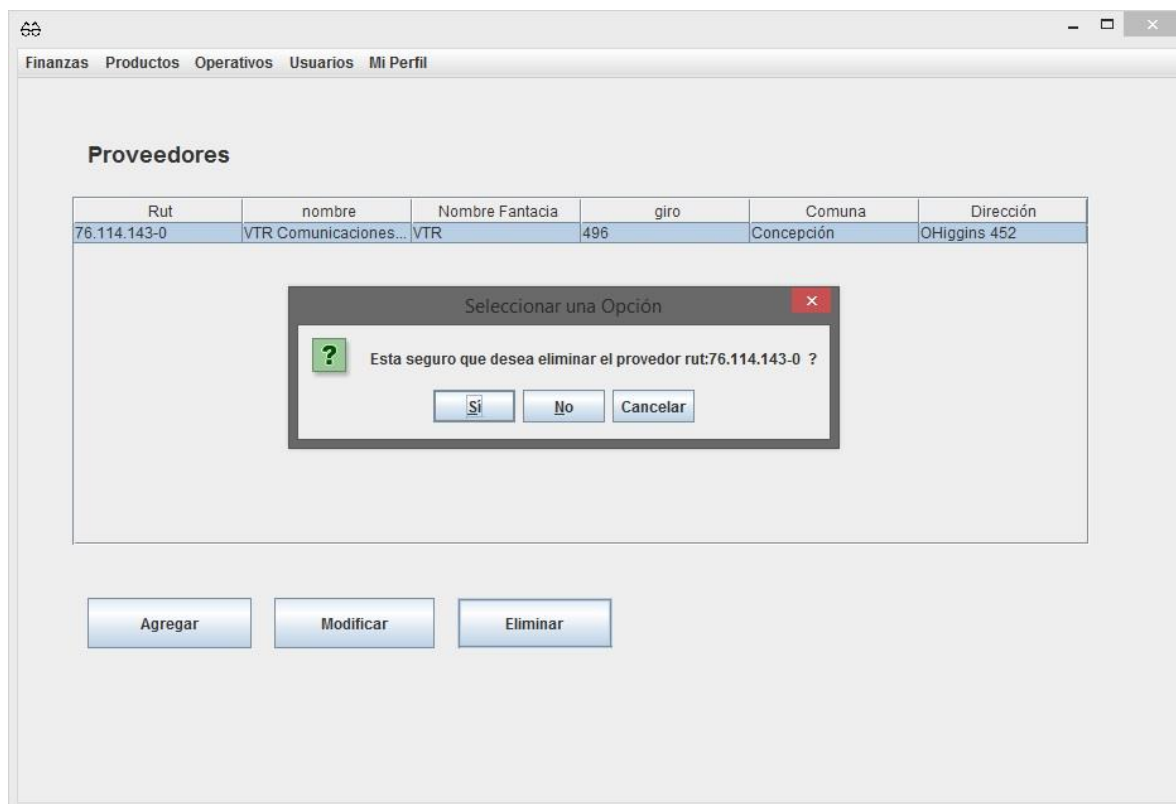 Finanzas Productos Operativos Usuarios Mi Perfil
Proveedores
Rut nombre Nombre Fantacia giro Comuna Dirección
76.114.143-0 VTR Comunicaciones... VTR 496 Concepción OHiggins 452
Seleccionar una Opción
Esta seguro que desea eliminar el provedor rut:76.114.143-0 ?
Sí No Cancelar
Agregar Modificar Eliminar